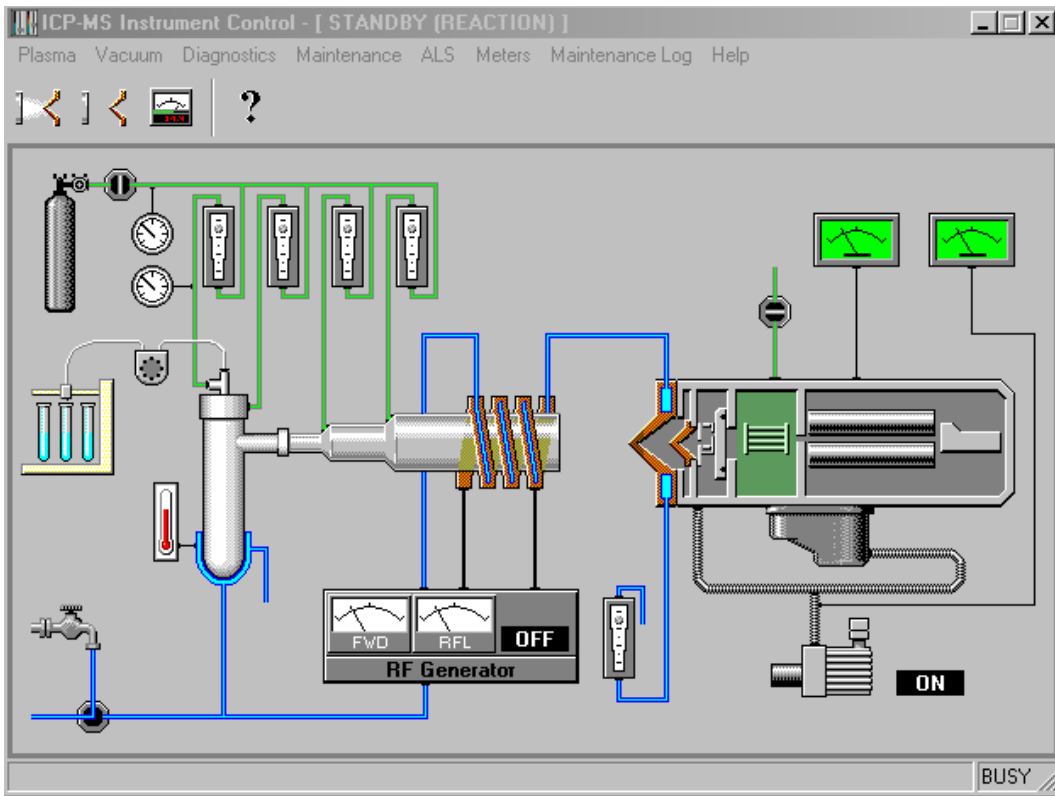 ICP-MS Instrument Control - [ STANDBY (REACTION) ]
Plasma Vacuum Diagnostics Maintenance ALS Meters Maintenance Log Help
?
FWD RFL OFF
RF Generator
ON
BUSY